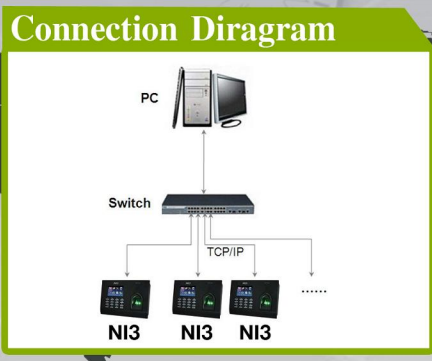 Connection Diragram
PC
Switch
TCP/IP
......
NI3 NI3 NI3